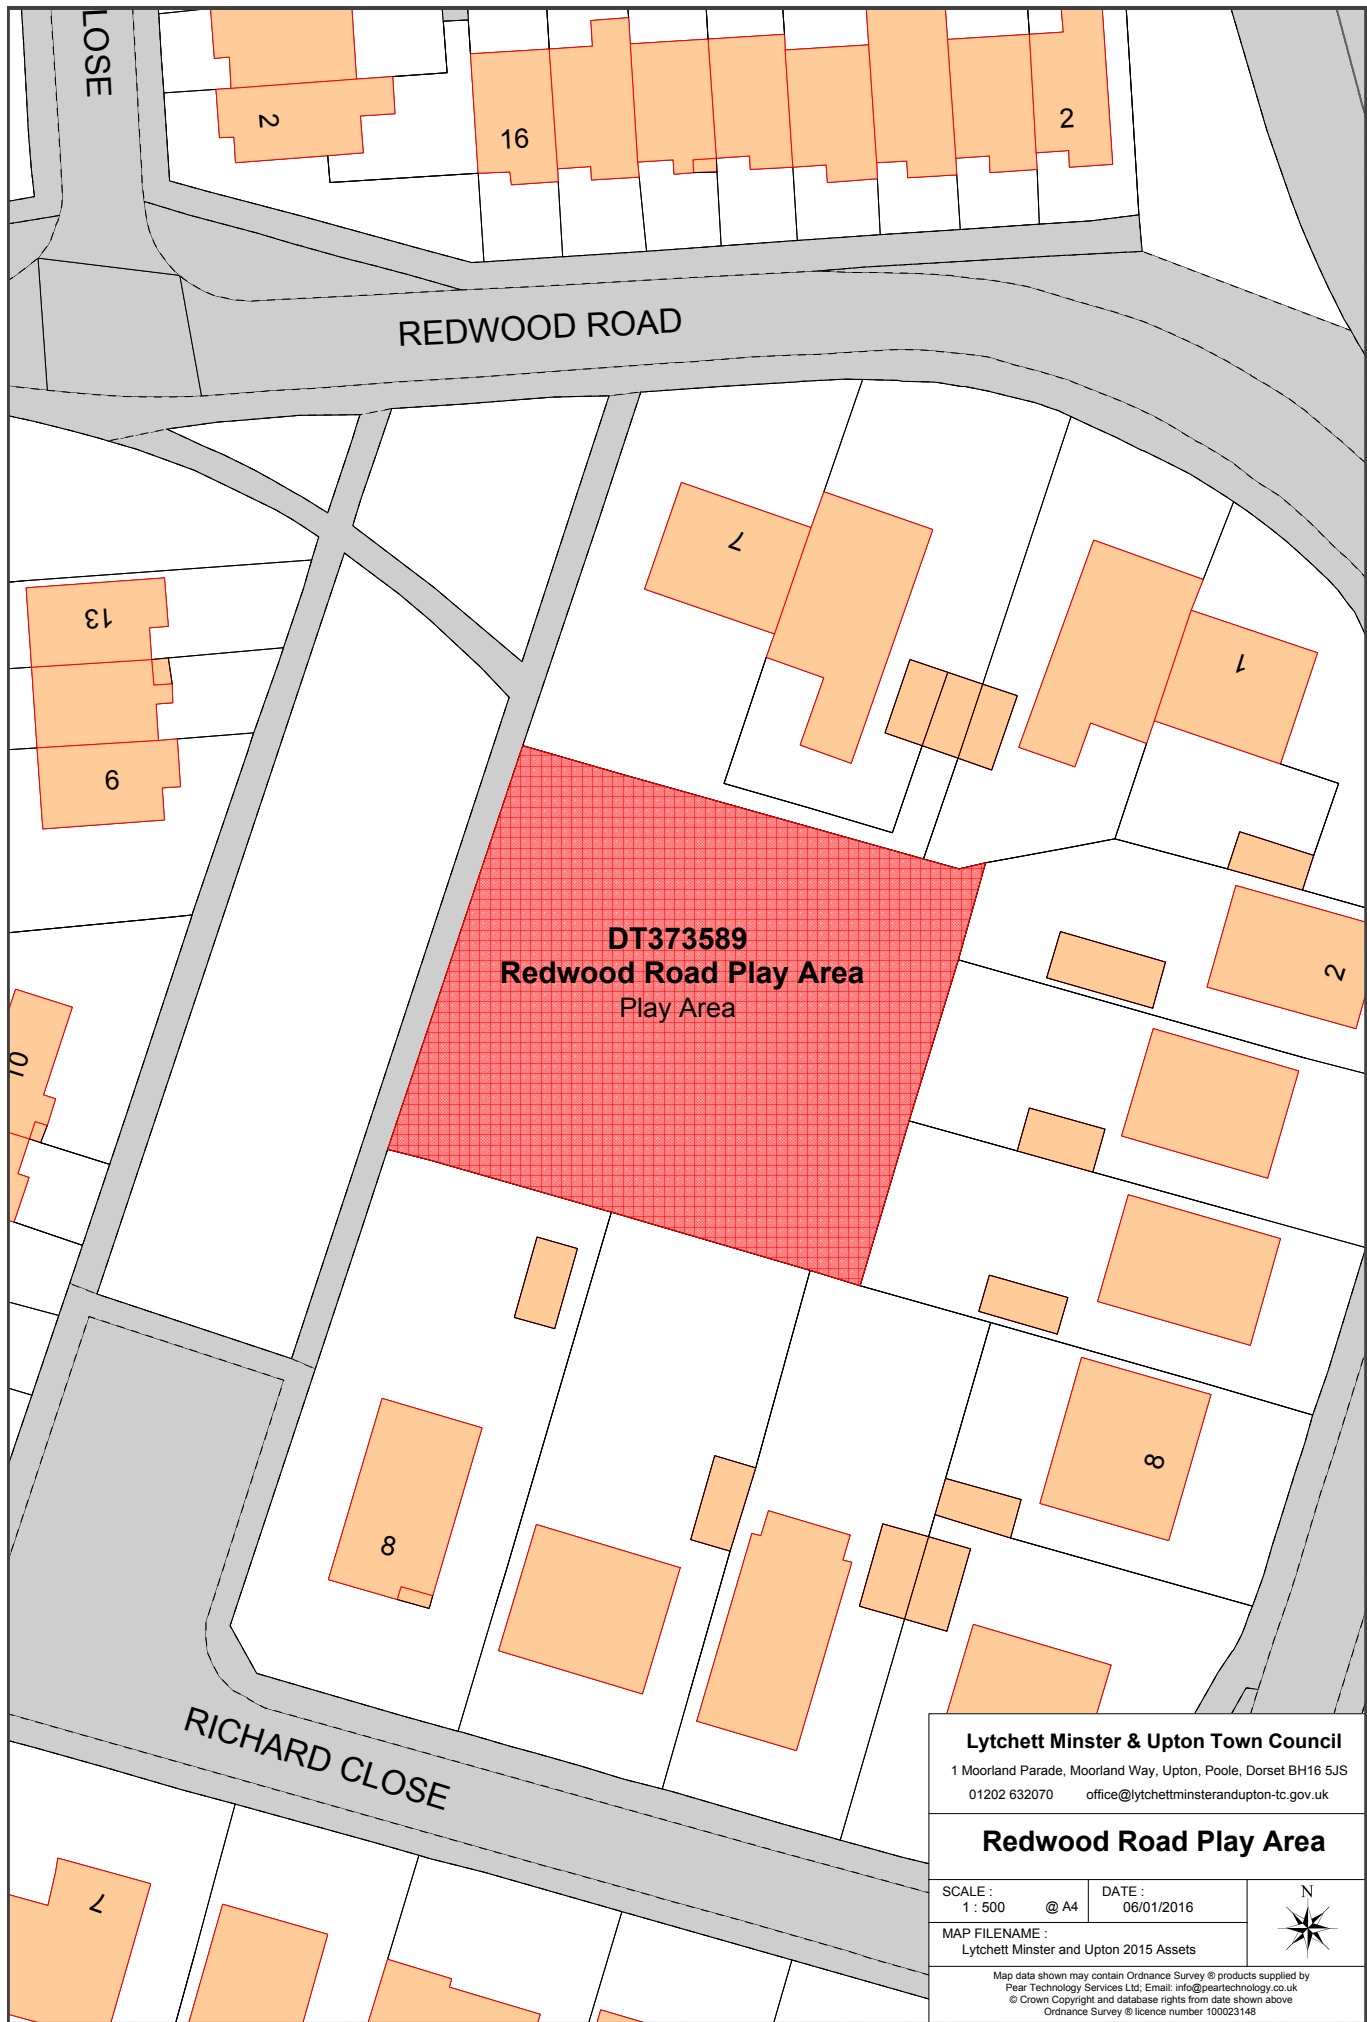 LOSE
2
16
2
REDWOOD ROAD
7
1
13
9
DT373589
Redwood Road Play Area
Play Area
2
10
8
8
RICHARD CLOSE
7
Lytchett Minster & Upton Town Council
1 Moorland Parade, Moorland Way, Upton, Poole, Dorset BH16 5JS
01202 632070 office@lytchettminsterandupton-tc.gov.uk
Redwood Road Play Area
SCALE :
1 : 500 @ A4
DATE :
06/01/2016
N
MAP FILENAME :
Lytchett Minster and Upton 2015 Assets
Map data shown may contain Ordnance Survey ® products supplied by
Pear Technology Services Ltd; Email: info@peartechnology.co.uk
© Crown Copyright and database rights from date shown above
Ordnance Survey ® licence number 100023148